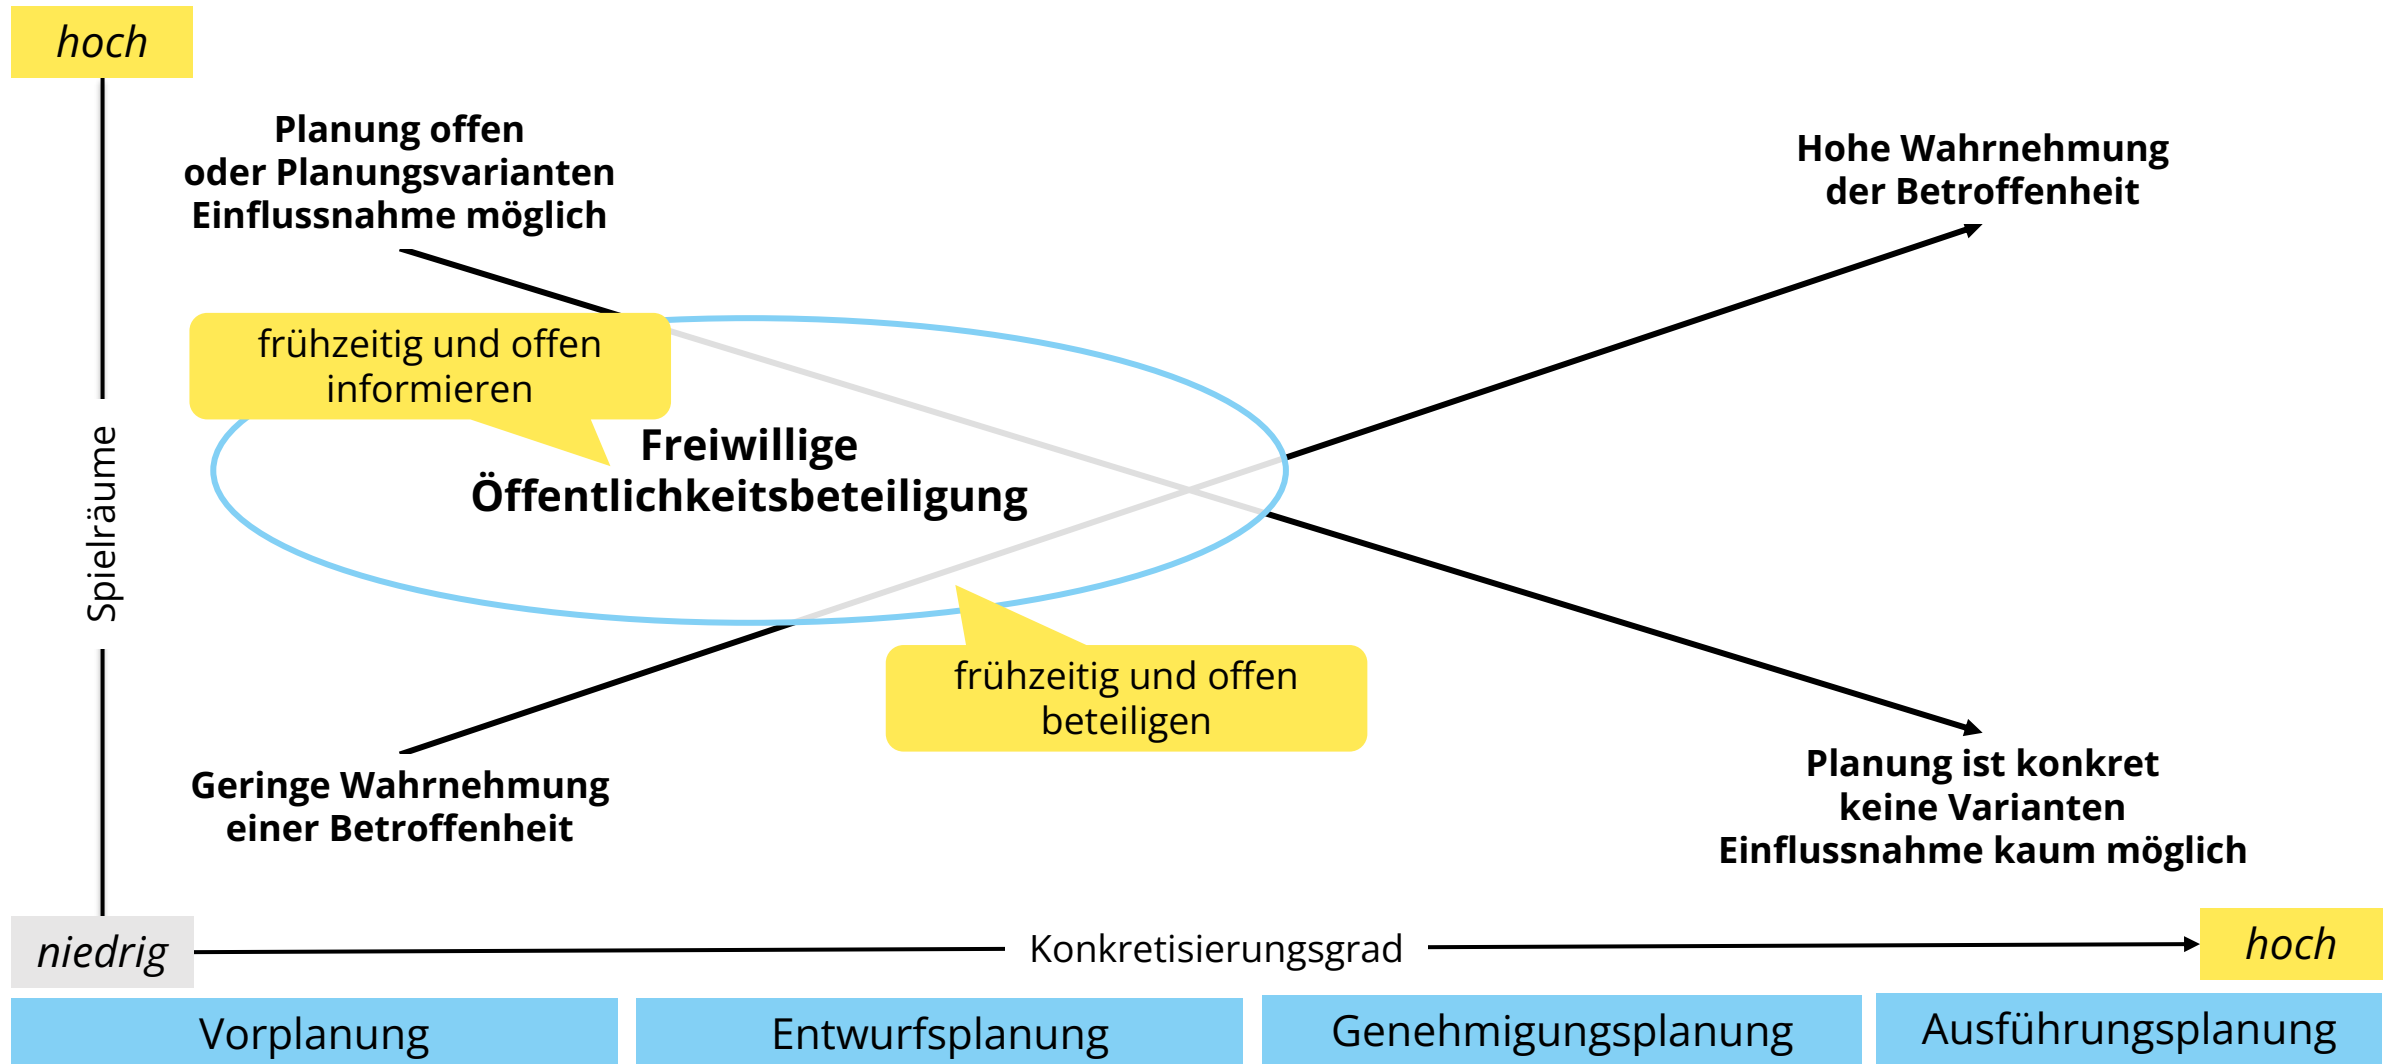 hoch
Planung offen
oder Planungsvarianten
Einflussnahme möglich
Hohe Wahrnehmung
der Betroffenheit
frühzeitig und offen
informieren
Freiwillige
Öffentlichkeitsbeteiligung
Spielräume
frühzeitig und offen
beteiligen
Geringe Wahrnehmung
einer Betroffenheit
Planung ist konkret
keine Varianten
Einflussnahme kaum möglich
niedrig
Konkretisierungsgrad
hoch
Vorplanung
Entwurfsplanung
Genehmigungsplanung
Ausführungsplanung